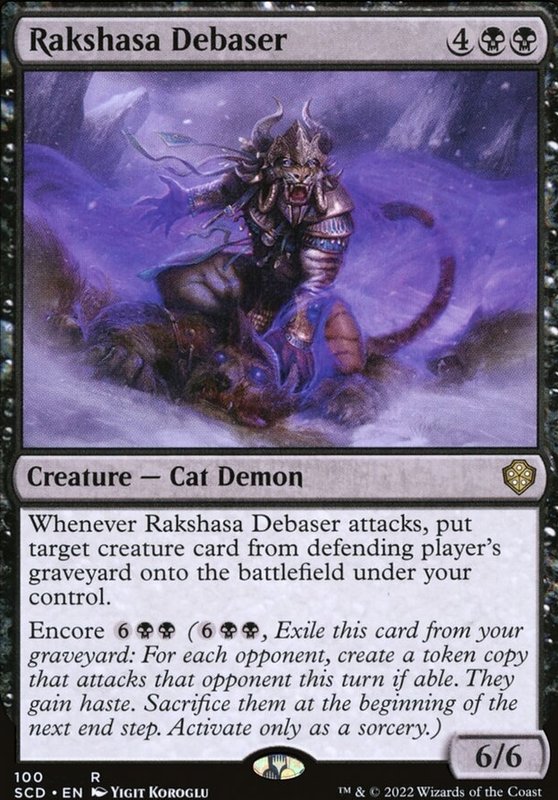 Rakshasa Debaser 4
Creature — Cat Demon
Whenever Rakshasa Debaser attacks, put
target creature card from defending player's
graveyard onto the battlefield under your
control.
Encore 6 (6, Exile this card from your
graveyard: For each opponent, create a token copy
that attacks that opponent this turn if able. They
gain haste. Sacrifice them at the beginning of the
next end step. Activate only as a sorcery.)
6/6
100 R
SCD • EN Yigit Koroglu
™ & © 2022 Wizards of the Coast